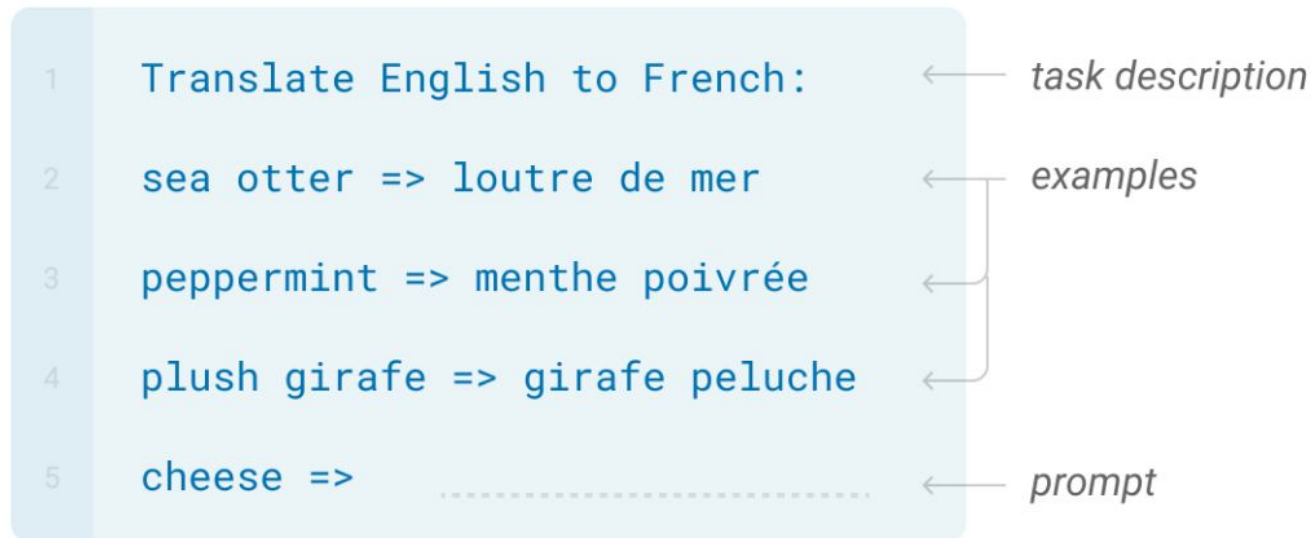 1 Translate English to French: task description
2 sea otter => loutre de mer examples
3 peppermint => menthe poivrée
4 plush girafe => girafe peluche
5 cheese => prompt